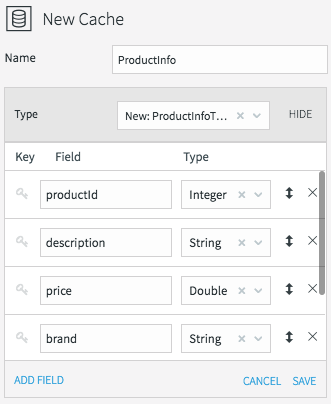 New Cache
Name ProductInfo
Type New: ProductInfoT... HIDE
Key Field Type
productId Integer
description String
price Double
brand String
ADD FIELD CANCEL SAVE